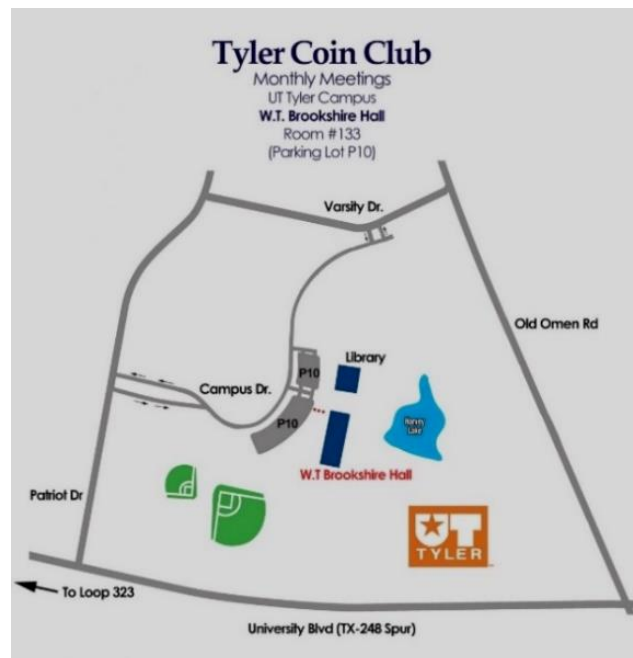 Tyler Coin Club
Monthly Meetings
UT Tyler Campus
W.T. Brookshire Hall
Room #133
(Parking Lot P10)
Varsity Dr.
Old Omen Rd
Library
P10
Campus Dr.
P10
Harvey
Lake
W.T Brookshire Hall
Patriot Dr
UT
TYLER
To Loop 323
University Blvd (TX-248 Spur)